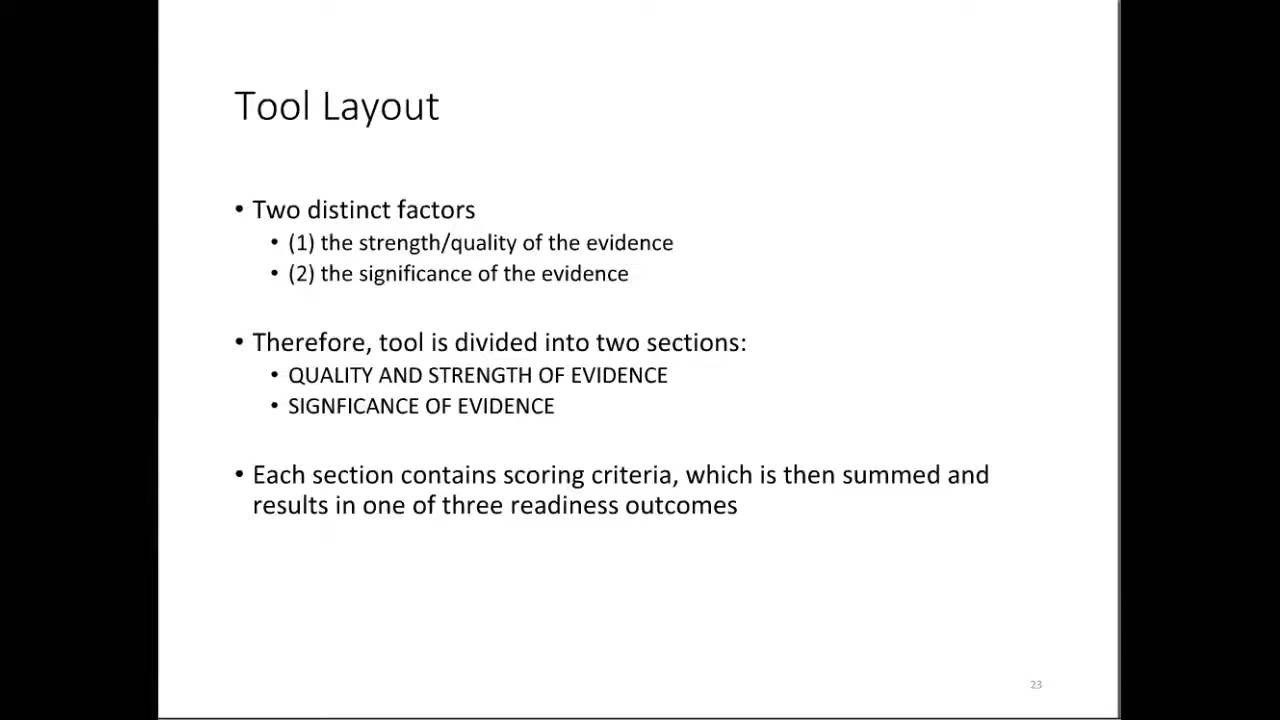 Tool Layout
• Two distinct factors
• (1) the strength/quality of the evidence
• (2) the significance of the evidence
• Therefore, tool is divided into two sections:
• QUALITY AND STRENGTH OF EVIDENCE
• SIGNFICANCE OF EVIDENCE
• Each section contains scoring criteria, which is then summed and
results in one of three readiness outcomes
23